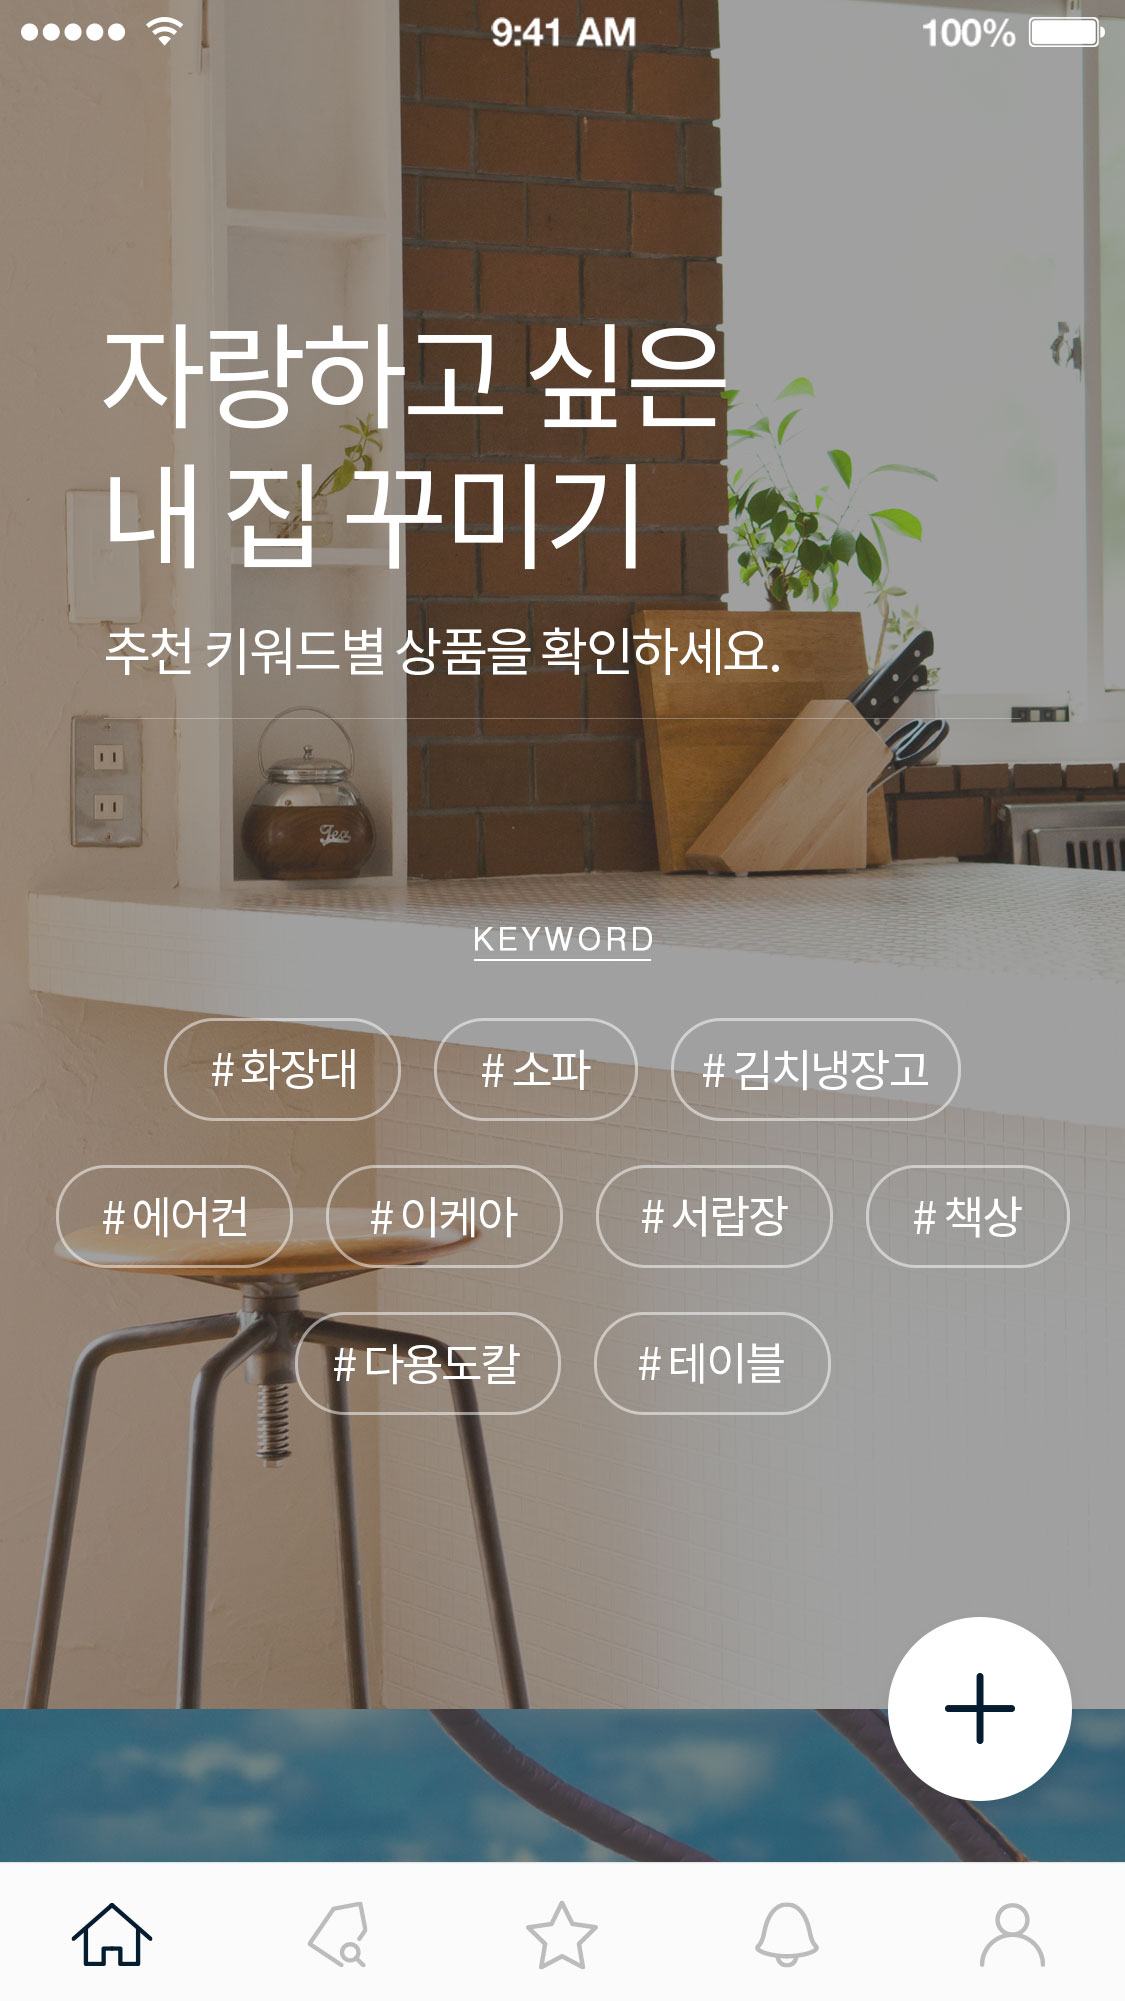 9:41 AM
100%
자랑하고 싶은
내 집 꾸미기
추천 키워드별 상품을 확인하세요.
Tea
KEYWORD
# 화장대
# 소파
# 김치냉장고
# 에어컨
# 이케아
# 서랍장
# 책상
# 다용도칼
# 테이블